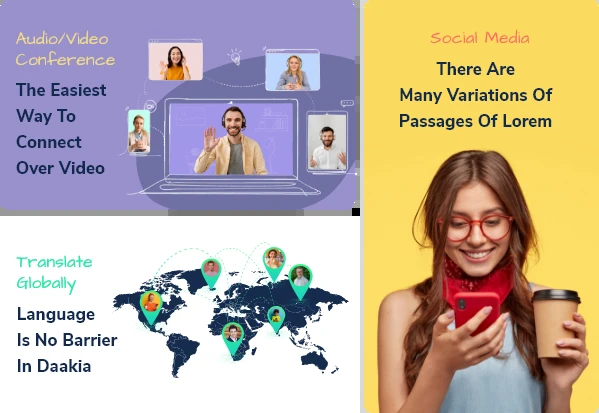 Audio/Video
Conference
The Easiest
Way To
Connect
Over Video
Social Media
There Are
Many Variations Of
Passages Of Lorem
Translate
Globally
Language
Is No Barrier
In Daakia